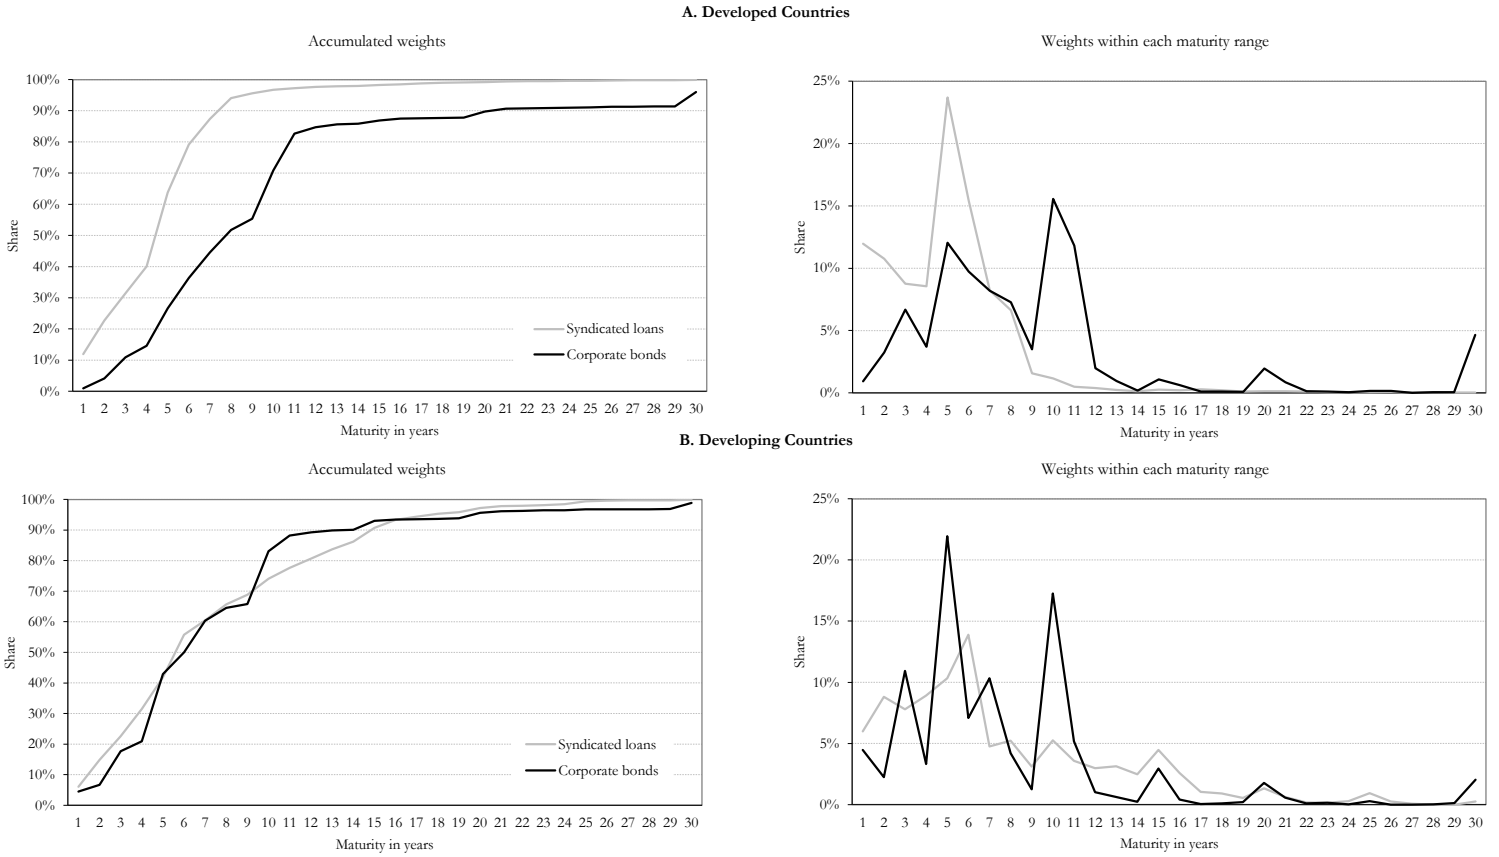 A. Developed Countries
Accumulated weights
100%
90%
80%
70%
60%
50%
40%
30%
20%
10%
0%
Share
Syndicated loans
Corporate bonds
1 2 3 4 5 6 7 8 9 10 11 12 13 14 15 16 17 18 19 20 21 22 23 24 25 26 27 28 29 30
Maturity in years
Weights within each maturity range
25%
20%
15%
10%
5%
0%
Share
1 2 3 4 5 6 7 8 9 10 11 12 13 14 15 16 17 18 19 20 21 22 23 24 25 26 27 28 29 30
Maturity in years
B. Developing Countries
Accumulated weights
100%
90%
80%
70%
60%
50%
40%
30%
20%
10%
0%
Share
Syndicated loans
Corporate bonds
1 2 3 4 5 6 7 8 9 10 11 12 13 14 15 16 17 18 19 20 21 22 23 24 25 26 27 28 29 30
Maturity in years
Weights within each maturity range
25%
20%
15%
10%
5%
0%
Share
1 2 3 4 5 6 7 8 9 10 11 12 13 14 15 16 17 18 19 20 21 22 23 24 25 26 27 28 29 30
Maturity in years